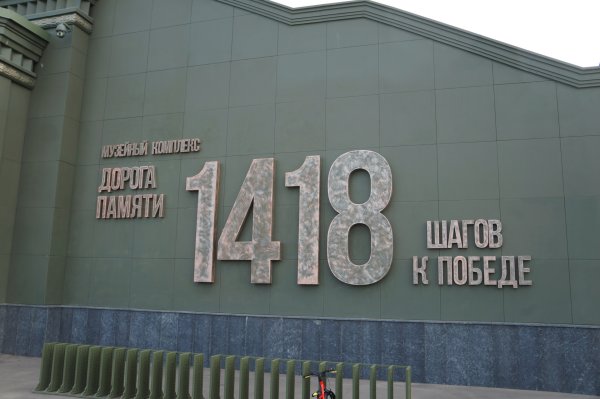 МУЗЕЙНЫЙ КОМПЛЕКС
ДОРОГА
ПАМЯТИ
1418
ШАГОВ
К ПОБЕДЕ